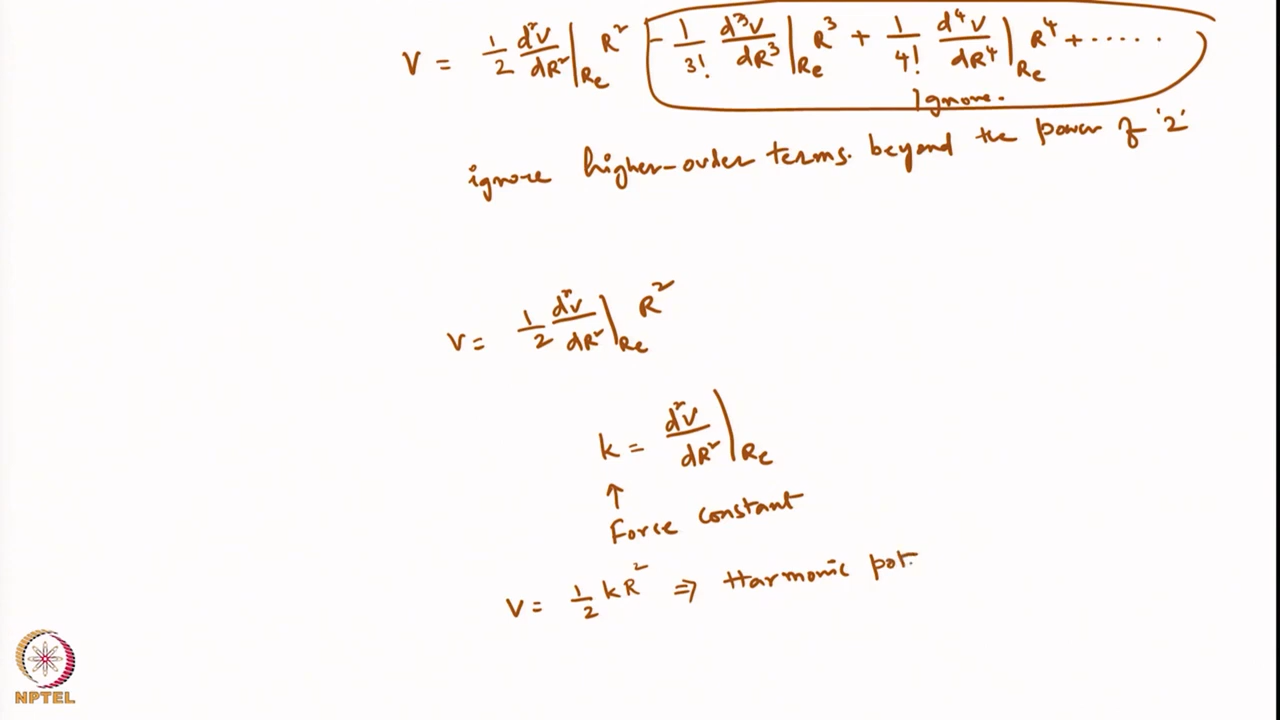 V = 1/2 d²V/dR²|Re R² - 1/3! d³V/dR³|Re R³ + 1/4! d⁴V/dR⁴|Re R⁴ + ......
Ignore.
ignore higher-order terms. beyond the power of '2'
V = 1/2 d²V/dR²|Re R²
k = d²V/dR²|Re
↑
Force constant
V = 1/2 kR² ⇒ Harmonic pot.
NPTEL